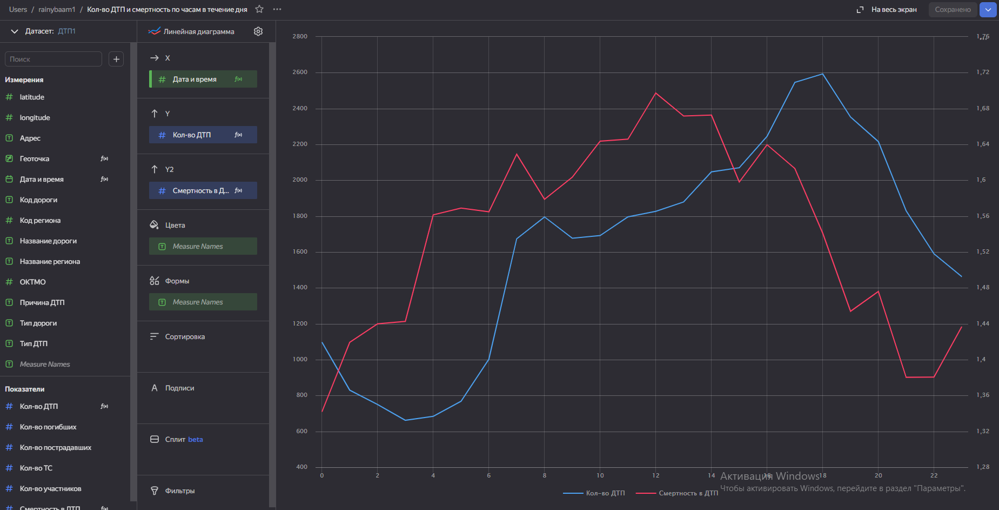 Users / rainybaam1 / Кол-во ДТП и смертность по часам в течение дня
На весь экран
Сохранено
Датасет: ДТП1
Поиск
Измерения
latitude
longitude
Адрес
Геоточка
Дата и время
Код дороги
Код региона
Название дороги
Название региона
ОКТМО
Причина ДТП
Тип дороги
Тип ДТП
Measure Names
Показатели
Кол-во ДТП
Кол-во погибших
Кол-во пострадавших
Кол-во ТС
Кол-во участников
Смертность в ДТП
Линейная диаграмма
X
Дата и время
Y
Кол-во ДТП
Y2
Смертность в Д...
Цвета
Measure Names
Формы
Measure Names
Сортировка
Подписи
Сплит beta
Фильтры
2800
2600
2400
2200
2000
1800
1600
1400
1200
1000
800
600
400
1,76
1,72
1,68
1,64
1,6
1,56
1,52
1,48
1,44
1,4
1,36
1,32
1,28
0 2 4 6 8 10 12 14 16 18 20 22
Кол-во ДТП Смертность в ДТП
Активация Windows
Чтобы активировать Windows, перейдите в раздел "Параметры".